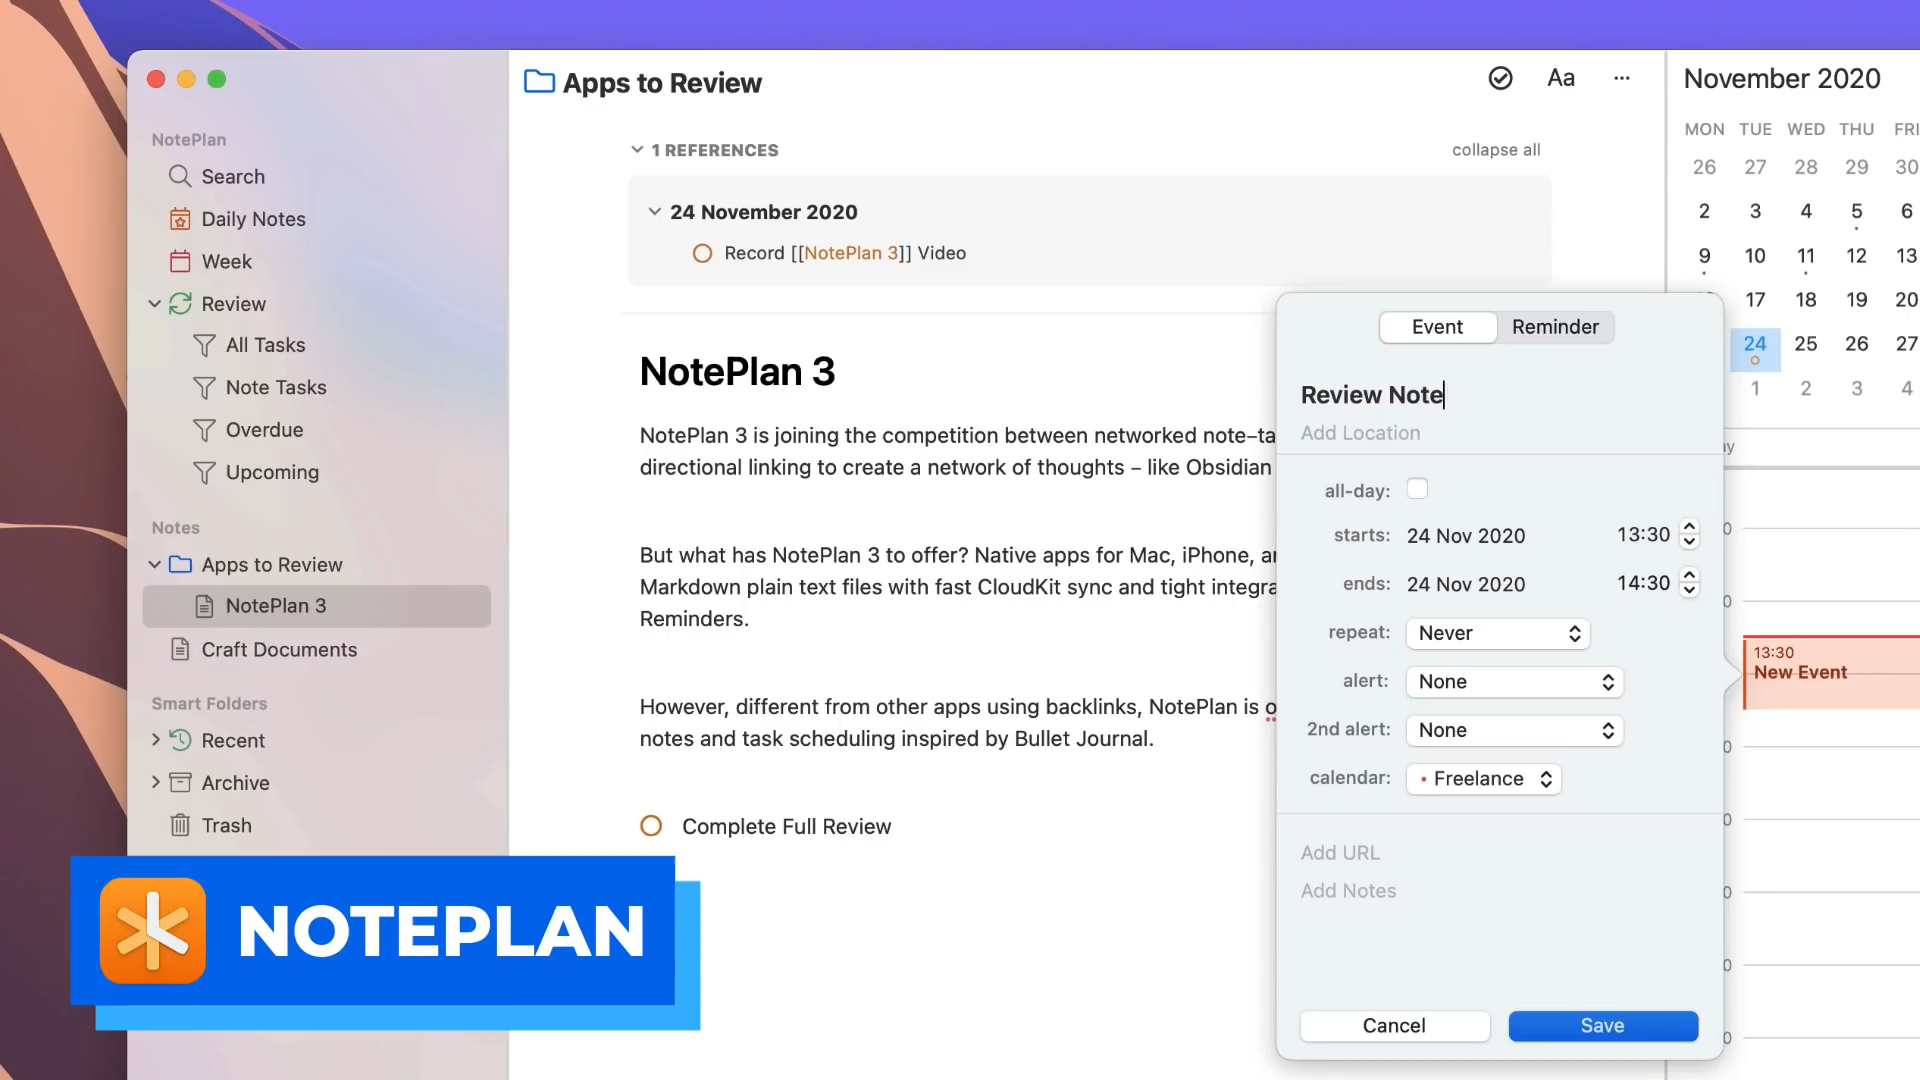 NotePlan
Search
Daily Notes
Week
Review
All Tasks
Note Tasks
Overdue
Upcoming
Notes
Apps to Review
NotePlan 3
Craft Documents
Smart Folders
Recent
Archive
Trash
NOTEPLAN
Apps to Review
Aa
1 REFERENCES
collapse all
24 November 2020
Record [[NotePlan 3]] Video
NotePlan 3
NotePlan 3 is joining the competition between networked note-ta
directional linking to create a network of thoughts – like Obsidian
But what has NotePlan 3 to offer? Native apps for Mac, iPhone, a
Markdown plain text files with fast CloudKit sync and tight integra
Reminders.
However, different from other apps using backlinks, NotePlan is o
notes and task scheduling inspired by Bullet Journal.
Complete Full Review
Event Reminder
Review Note
Add Location
all-day:
starts: 24 Nov 2020 13:30
ends: 24 Nov 2020 14:30
repeat: Never
alert: None
2nd alert: None
calendar: Freelance
Add URL
Add Notes
Cancel Save
November 2020
MON TUE WED THU FRI
26 27 28 29 30
2 3 4 5 6
9 10 11 12 13
17 18 19 20
24 25 26 27
1 2 3 4
13:30
New Event